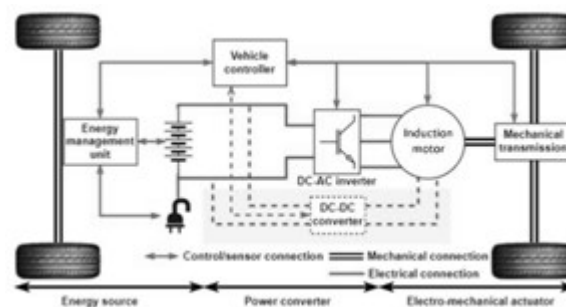 Vehicle
controller
Energy
management
unit
Induction
motor
Mechanical
transmission
DC-AC inverter
DC-DC
converter
Control/sensor connection
Mechanical connection
Electrical connection
Energy source
Power converter
Electro-mechanical actuator